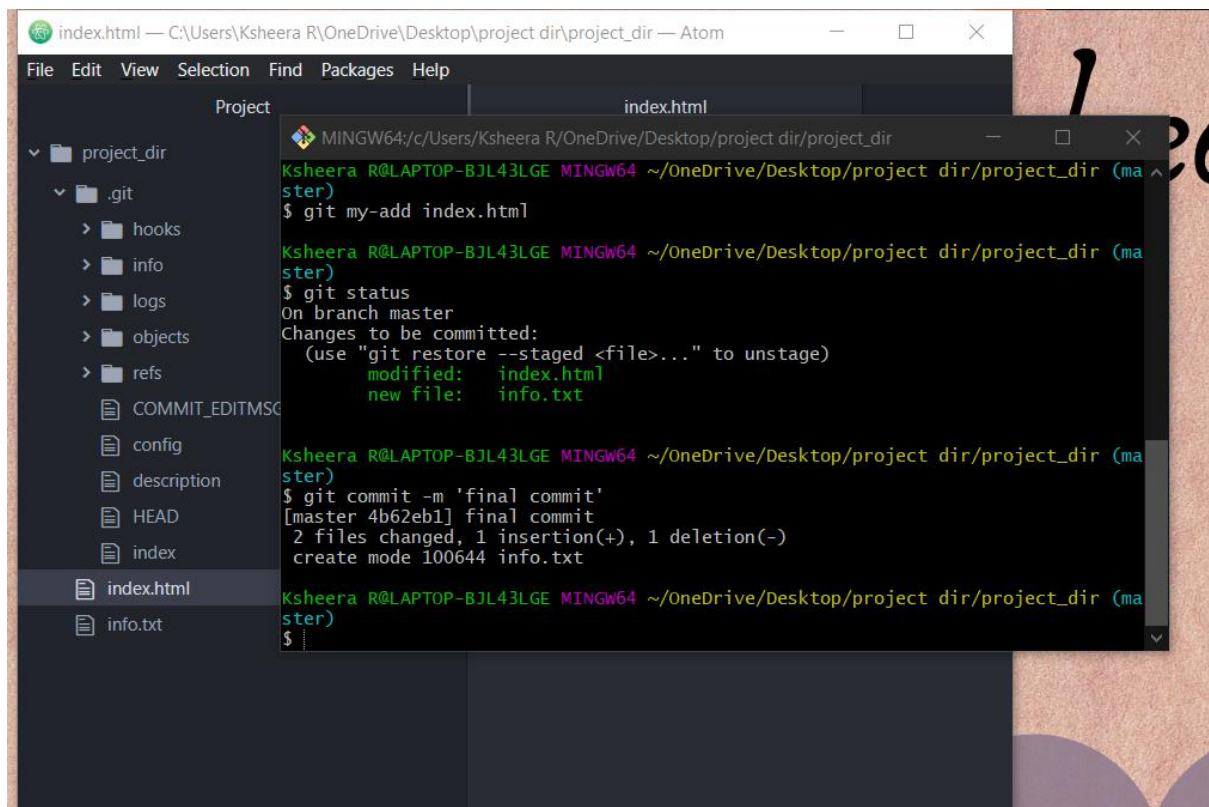 index.html — C:\Users\Ksheera R\OneDrive\Desktop\project dir\project_dir — Atom
File Edit View Selection Find Packages Help
Project
index.html
project_dir
.git
hooks
info
logs
objects
refs
COMMIT_EDITMSG
config
description
HEAD
index
index.html
info.txt
MINGW64:/c/Users/Ksheera R/OneDrive/Desktop/project dir/project_dir
Ksheera R@LAPTOP-BJL43LGE MINGW64 ~/OneDrive/Desktop/project dir/project_dir (ma
ster)
$ git my-add index.html
Ksheera R@LAPTOP-BJL43LGE MINGW64 ~/OneDrive/Desktop/project dir/project_dir (ma
ster)
$ git status
On branch master
Changes to be committed:
(use "git restore --staged <file>..." to unstage)
modified: index.html
new file: info.txt
Ksheera R@LAPTOP-BJL43LGE MINGW64 ~/OneDrive/Desktop/project dir/project_dir (ma
ster)
$ git commit -m 'final commit'
[master 4b62eb1] final commit
2 files changed, 1 insertion(+), 1 deletion(-)
create mode 100644 info.txt
Ksheera R@LAPTOP-BJL43LGE MINGW64 ~/OneDrive/Desktop/project dir/project_dir (ma
ster)
$